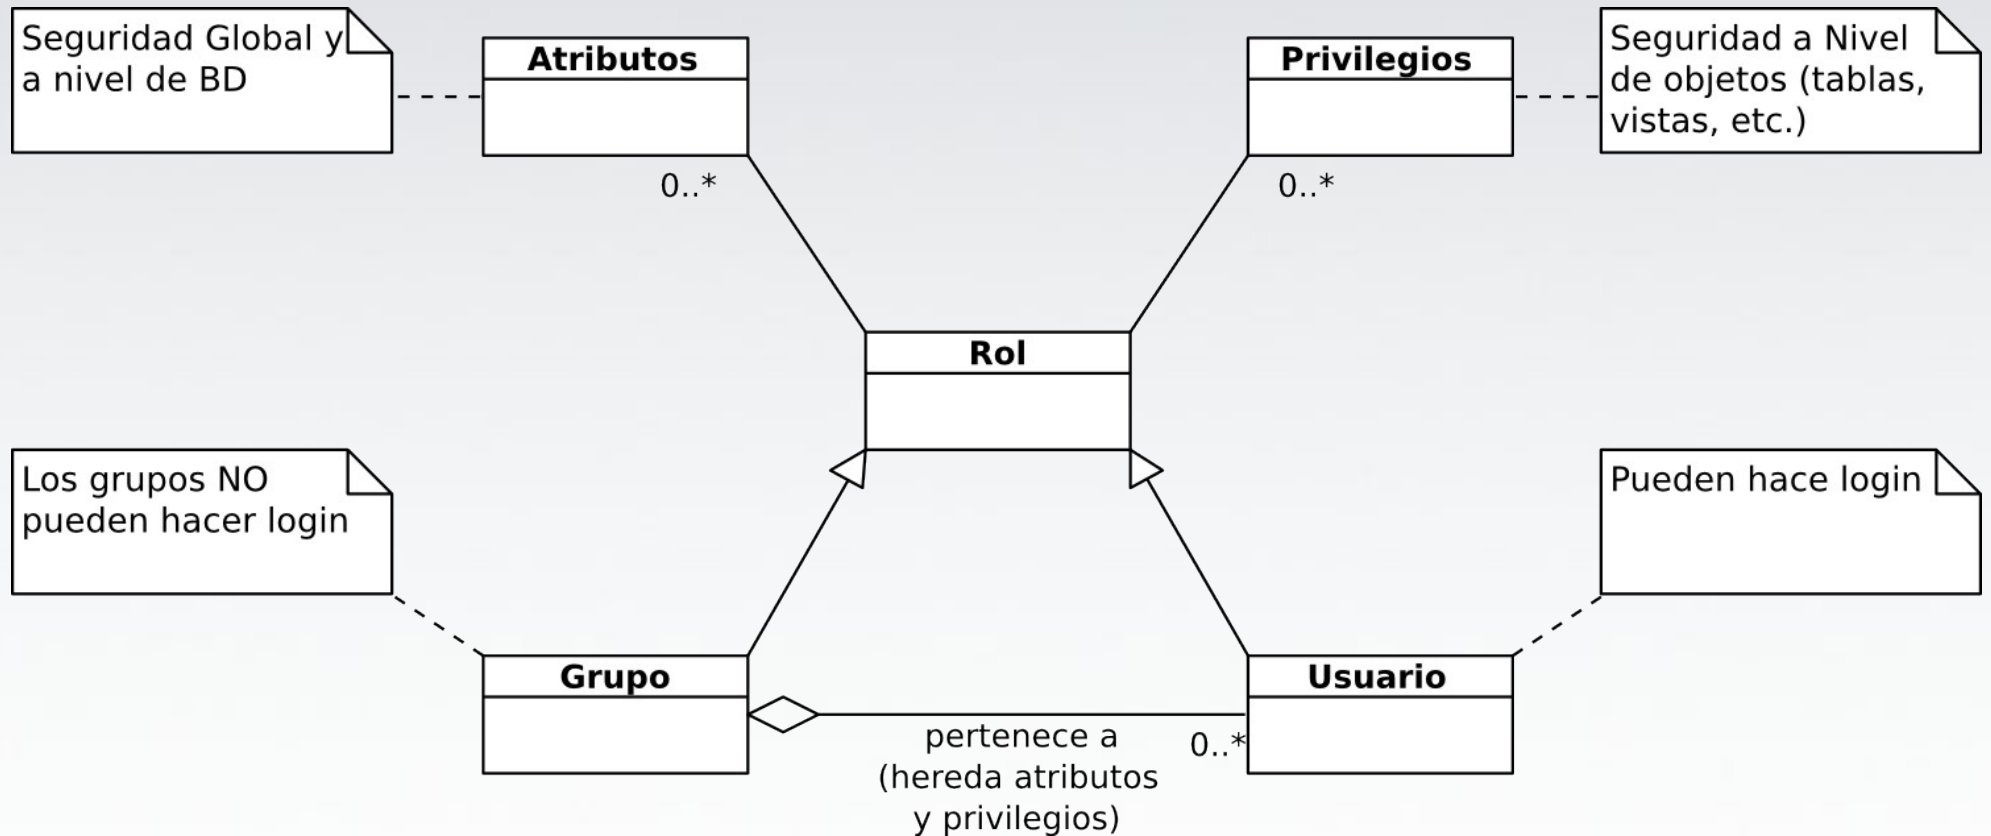 Seguridad Global y
a nivel de BD
Atributos
Privilegios
Seguridad a Nivel
de objetos (tablas,
vistas, etc.)
0..*
0..*
Rol
Los grupos NO
pueden hacer login
Pueden hace login
Grupo
Usuario
pertenece a
(hereda atributos
y privilegios)
0..*